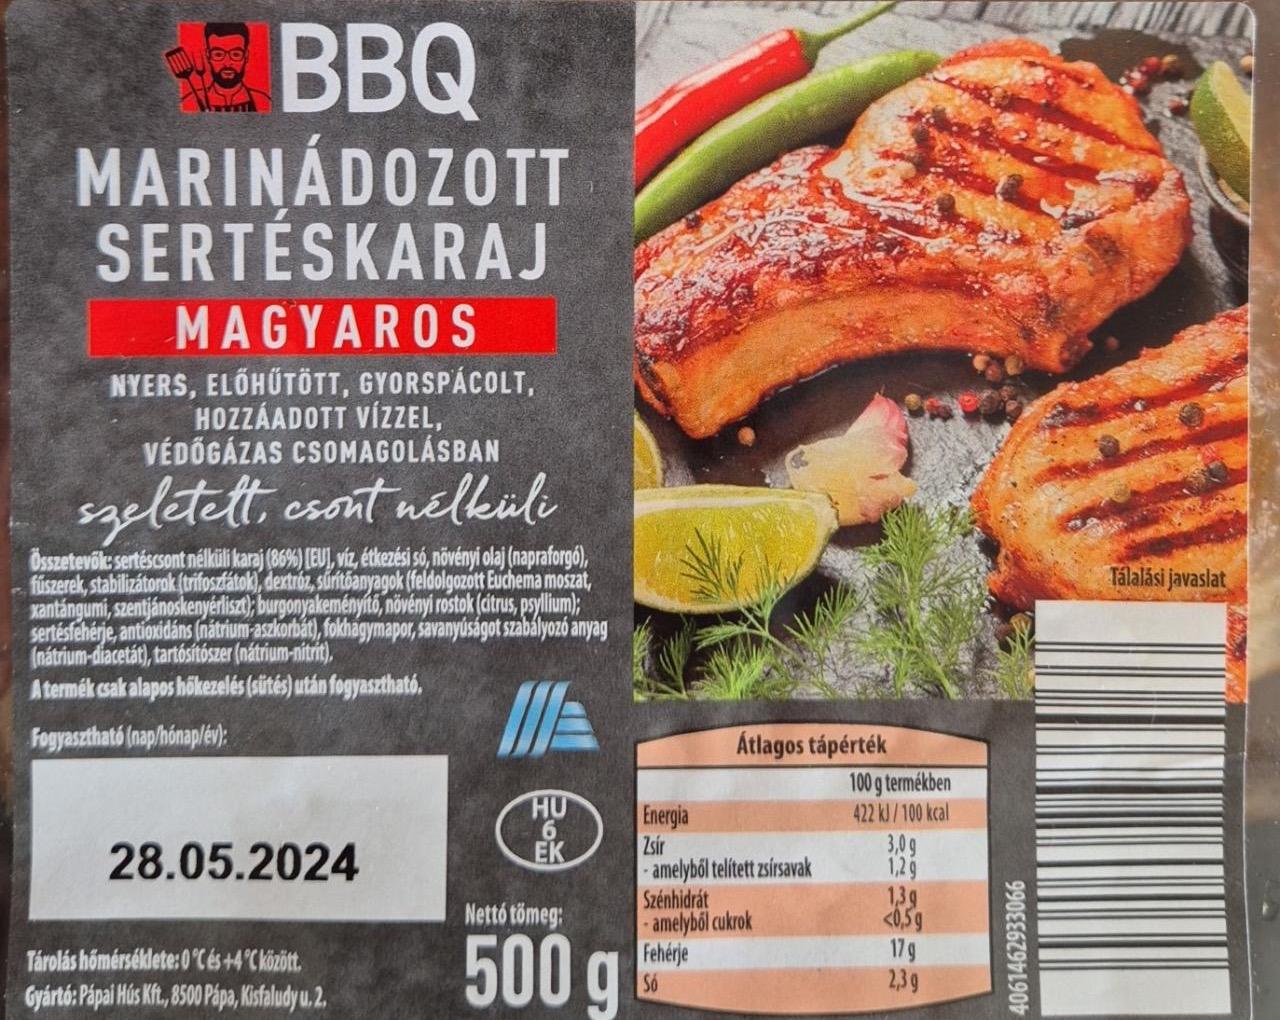 BBQ
MARINÁDOZOTT
SERTÉSKARAJ
MAGYAROS
NYERS, ELŐHŰTÖTT, GYORSPÁCOLT,
HOZZÁADOTT VÍZZEL,
VÉDŐGÁZAS CSOMAGOLÁSBAN
szeletelt, csont nélküli
Összetevők: sertéscsont nélküli karaj (86%) [EU], víz, étkezési só, növényi olaj (napraforgó),
fűszerek, stabilizátorok (trifoszfátok), dextróz, sűrítőanyagok (feldolgozott Euchema moszat,
xantángumi, szentjánoskenyérliszt); burgonyakeményítő, növényi rostok (citrus, psyllium);
sertésfehérje, antioxidáns (nátrium-aszkorbát), fokhagymapor, savanyúságot szabályozó anyag
(nátrium-diacetát), tartósítószer (nátrium-nitrit).
A termék csak alapos hőkezelés (sütés) után fogyasztható.
Fogyasztható (nap/hónap/év):
28.05.2024
HU
6
EK
Nettó tömeg:
500 g
Tárolás hőmérséklete: 0 °C és +4 °C között.
Gyártó: Pápai Hús Kft., 8500 Pápa, Kisfaludy u. 2.
Tálalási javaslat
Átlagos tápérték
100 g termékben
Energia 422 kJ / 100 kcal
Zsír 3,0 g
- amelyből telített zsírsavak 1,2 g
Szénhidrát 1,3 g
- amelyből cukrok <0,5 g
Fehérje 17 g
Só 2,3 g
4061462933066